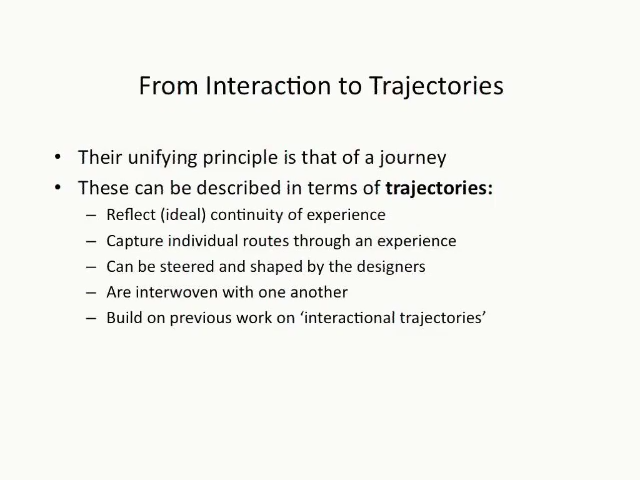 From Interaction to Trajectories
• Their unifying principle is that of a journey
• These can be described in terms of trajectories:
– Reflect (ideal) continuity of experience
– Capture individual routes through an experience
– Can be steered and shaped by the designers
– Are interwoven with one another
– Build on previous work on ‘interactional trajectories’